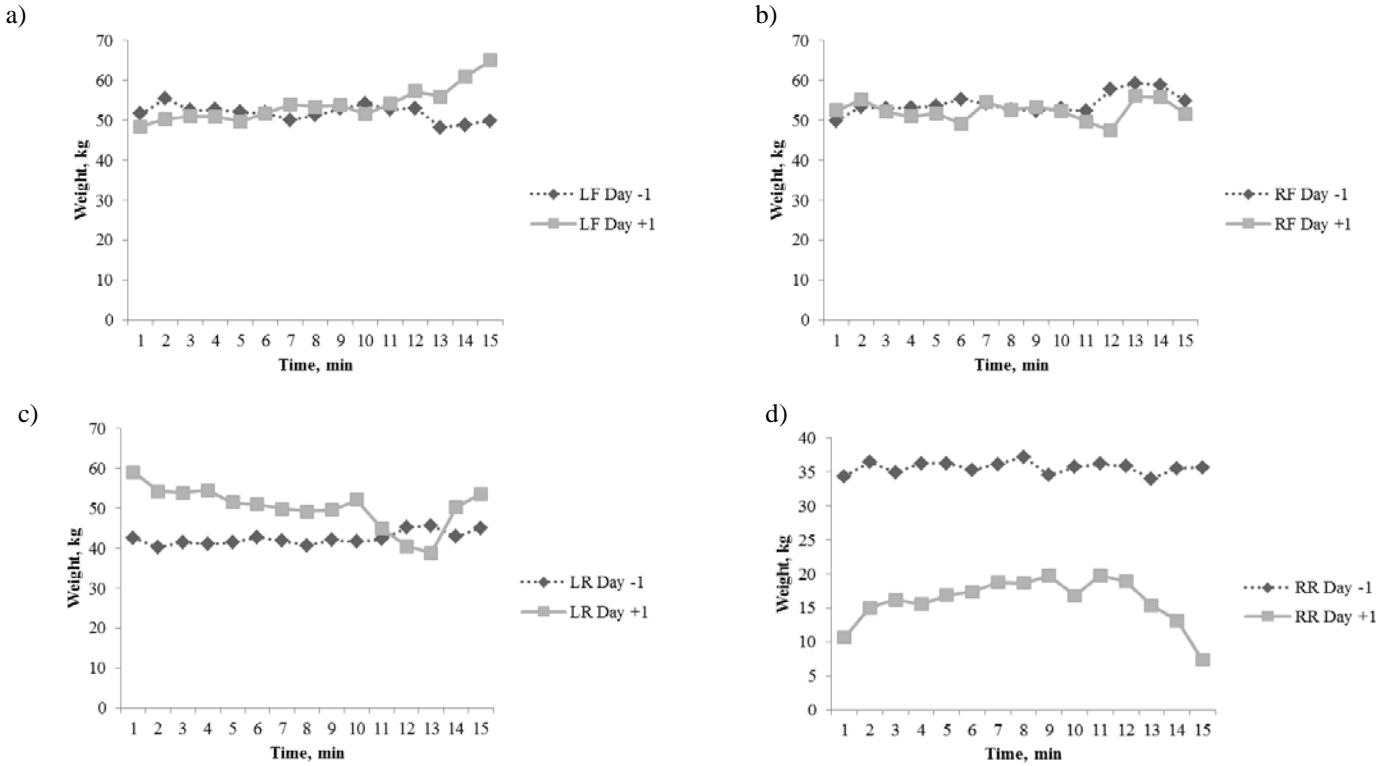 a)
70
60
50
40
30
20
10
0
Weight, kg
1 2 3 4 5 6 7 8 9 10 11 12 13 14 15
Time, min
LF Day -1
LF Day +1
b)
70
60
50
40
30
20
10
0
Weight, kg
1 2 3 4 5 6 7 8 9 10 11 12 13 14 15
Time, min
RF Day -1
RF Day +1
c)
70
60
50
40
30
20
10
0
Weight, kg
1 2 3 4 5 6 7 8 9 10 11 12 13 14 15
Time, min
LR Day -1
LR Day +1
d)
40
35
30
25
20
15
10
5
0
Weight, kg
1 2 3 4 5 6 7 8 9 10 11 12 13 14 15
Time, min
RR Day -1
RR Day +1